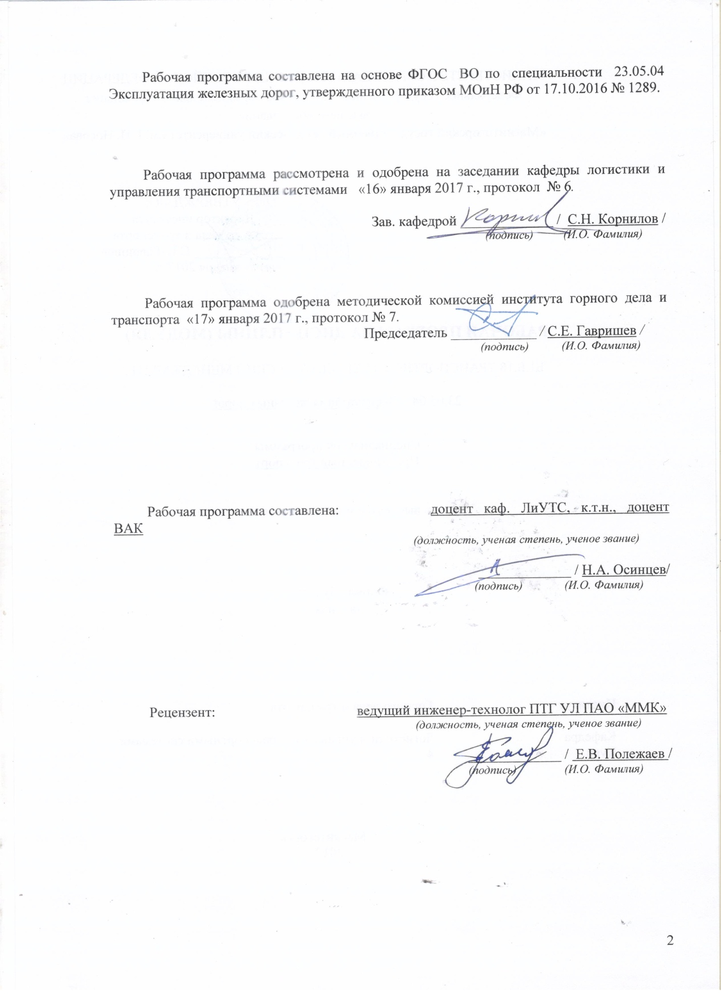 Рабочая программа составлена на основе ФГОС ВО по специальности 23.05.04
Эксплуатация железных дорог, утвержденного приказом МОиН РФ от 17.10.2016 № 1289.
Рабочая программа рассмотрена и одобрена на заседании кафедры логистики и
управления транспортными системами «16» января 2017 г., протокол № 6.
Зав. кафедрой _____________ / С.Н. Корнилов /
(подпись) (И.О. Фамилия)
Рабочая программа одобрена методической комиссией института горного дела и
транспорта «17» января 2017 г., протокол № 7.
Председатель ____________ / С.Е. Гавришев /
(подпись) (И.О. Фамилия)
Рабочая программа составлена: доцент каф. ЛиУТС, к.т.н., доцент
ВАК
(должность, ученая степень, ученое звание)
_____________ / Н.А. Осинцев/
(подпись) (И.О. Фамилия)
Рецензент: ведущий инженер-технолог ПТГ УЛ ПАО «ММК»
(должность, ученая степень, ученое звание)
_____________ / Е.В. Полежаев /
(подпись) (И.О. Фамилия)
2